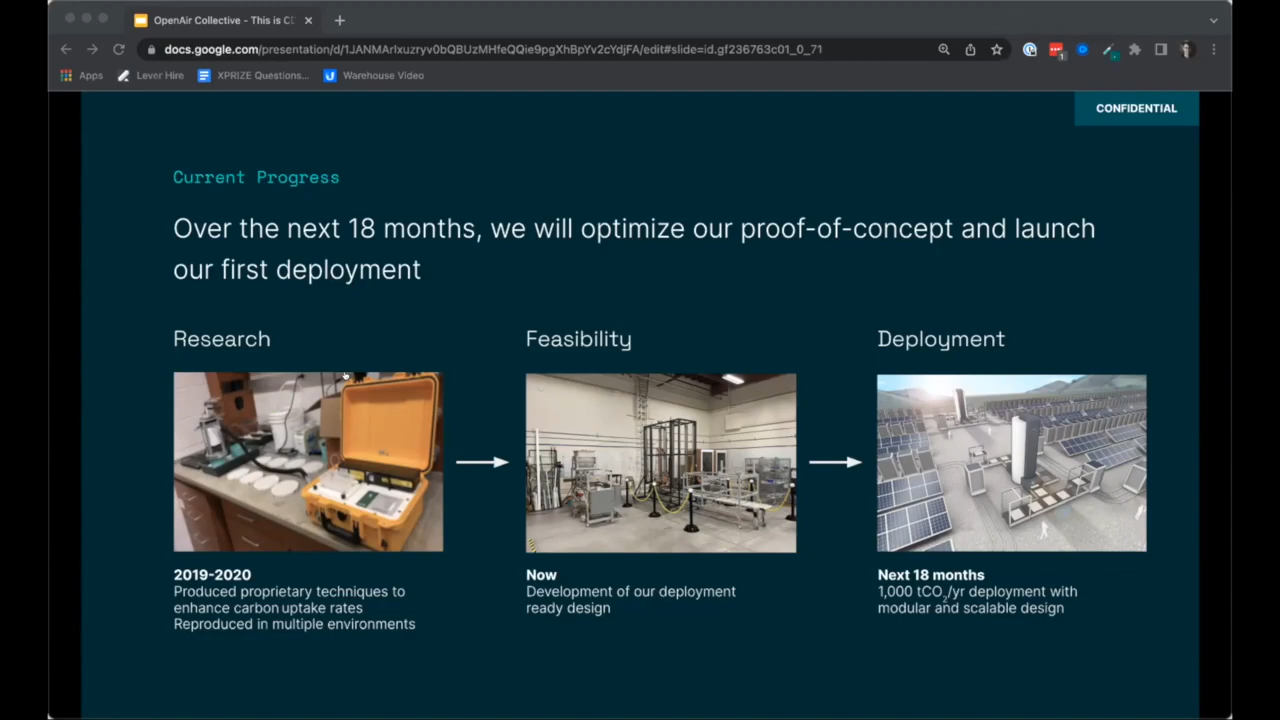 OpenAir Collective - This is CD
docs.google.com/presentation/d/1JANMArIxuzryv0bQBUzMHfeQQie9pgXhBpYv2cYdjFA/edit#slide=id.gf236763c01_0_71
1
Apps Lever Hire XPRIZE Questions... Warehouse Video
CONFIDENTIAL
Current Progress
Over the next 18 months, we will optimize our proof-of-concept and launch
our first deployment
Research
Feasibility
Deployment
2019-2020
Produced proprietary techniques to
enhance carbon uptake rates
Reproduced in multiple environments
Now
Development of our deployment
ready design
Next 18 months
1,000 tCO₂/yr deployment with
modular and scalable design